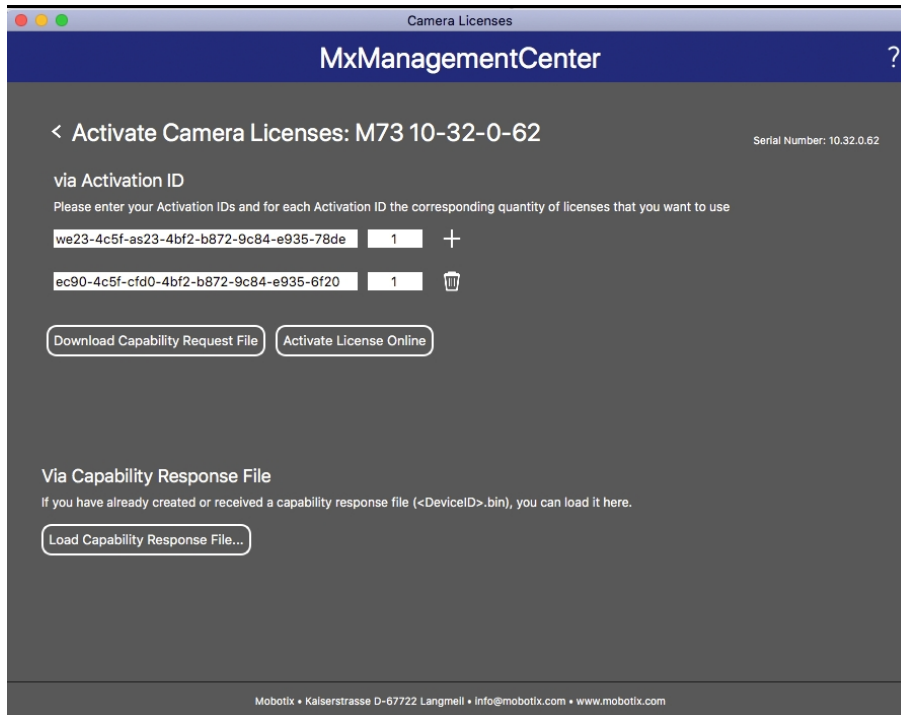 Camera Licenses
MxManagementCenter
?
< Activate Camera Licenses: M73 10-32-0-62
Serial Number: 10.32.0.62
via Activation ID
Please enter your Activation IDs and for each Activation ID the corresponding quantity of licenses that you want to use
we23-4c5f-as23-4bf2-b872-9c84-e935-78de 1 +
ec90-4c5f-cfd0-4bf2-b872-9c84-e935-6f20 1
Download Capability Request File Activate License Online
Via Capability Response File
If you have already created or received a capability response file (<DeviceID>.bin), you can load it here.
Load Capability Response File...
Mobotix • Kaiserstrasse D-67722 Langmeil • info@mobotix.com • www.mobotix.com